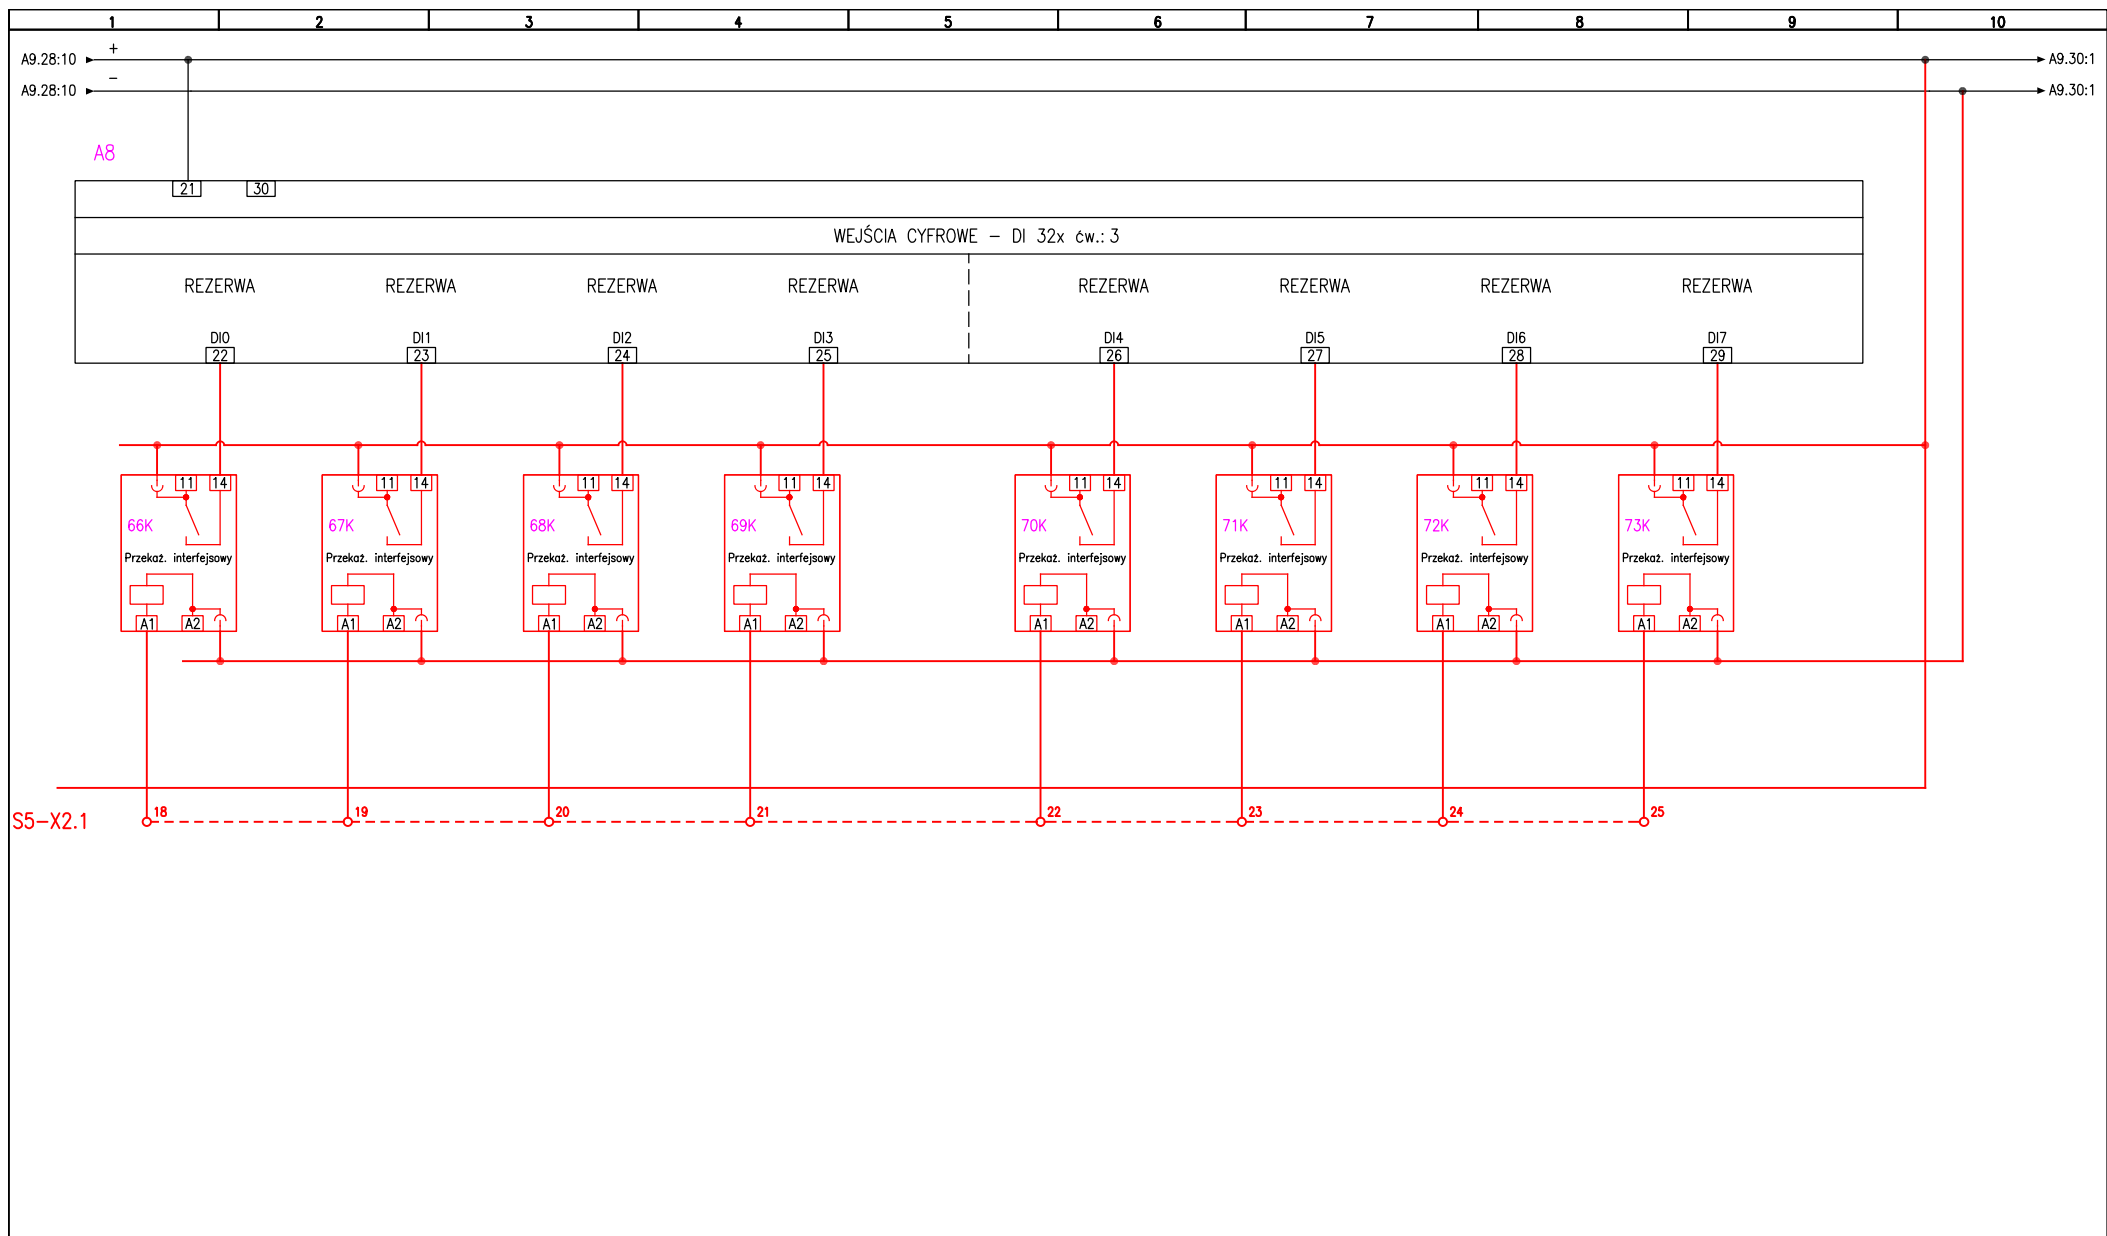 1 2 3 4 5 6 7 8 9 10
+
A9.28:10 A9.30:1
−
A9.28:10 A9.30:1
A8
21 30
WEJŚCIA CYFROWE − DI 32x ćw.: 3
REZERWA REZERWA REZERWA REZERWA REZERWA REZERWA REZERWA REZERWA
DI0 DI1 DI2 DI3 DI4 DI5 DI6 DI7
22 23 24 25 26 27 28 29
11 14 11 14 11 14 11 14 11 14 11 14 11 14 11 14
66K 67K 68K 69K 70K 71K 72K 73K
Przekaź. interfejsowy Przekaź. interfejsowy Przekaź. interfejsowy Przekaź. interfejsowy Przekaź. interfejsowy Przekaź. interfejsowy Przekaź. interfejsowy Przekaź. interfejsowy
A1 A2 A1 A2 A1 A2 A1 A2 A1 A2 A1 A2 A1 A2 A1 A2
18 19 20 21 22 23 24 25
S5−X2.1